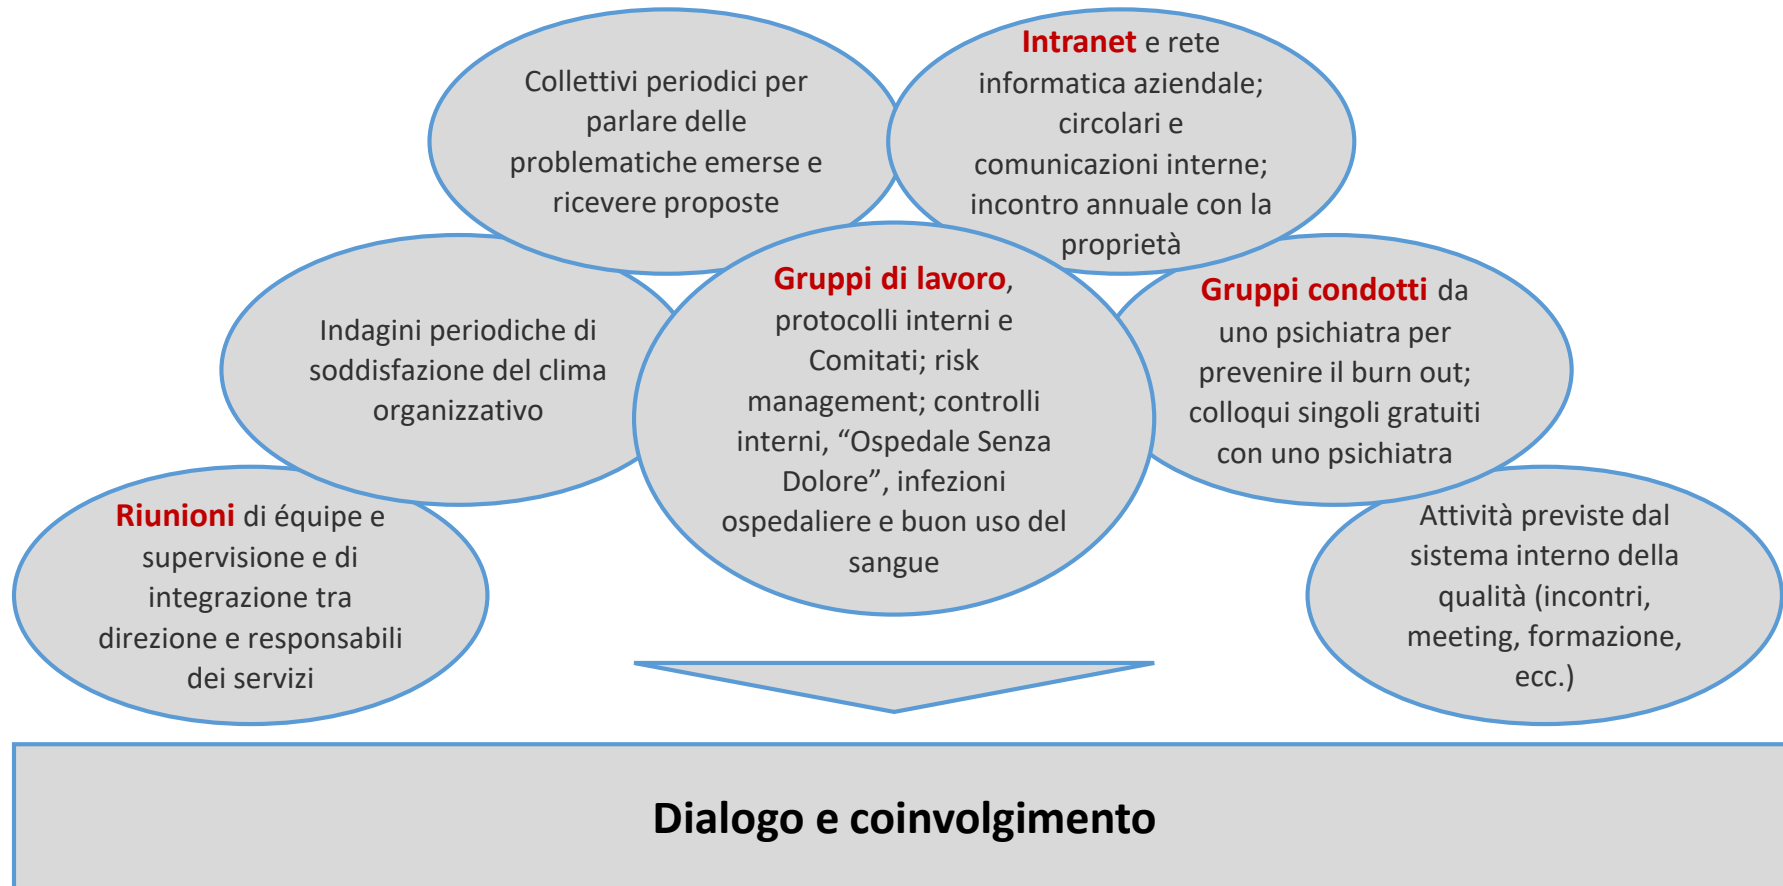 Collettivi periodici per
parlare delle
problematiche emerse e
ricevere proposte
Intranet e rete
informatica aziendale;
circolari e
comunicazioni interne;
incontro annuale con la
proprietà
Indagini periodiche di
soddisfazione del clima
organizzativo
Gruppi di lavoro,
protocolli interni e
Comitati; risk
management; controlli
interni, “Ospedale Senza
Dolore”, infezioni
ospedaliere e buon uso del
sangue
Gruppi condotti da
uno psichiatra per
prevenire il burn out;
colloqui singoli gratuiti
con uno psichiatra
Riunioni di équipe e
supervisione e di
integrazione tra
direzione e responsabili
dei servizi
Attività previste dal
sistema interno della
qualità (incontri,
meeting, formazione,
ecc.)
Dialogo e coinvolgimento